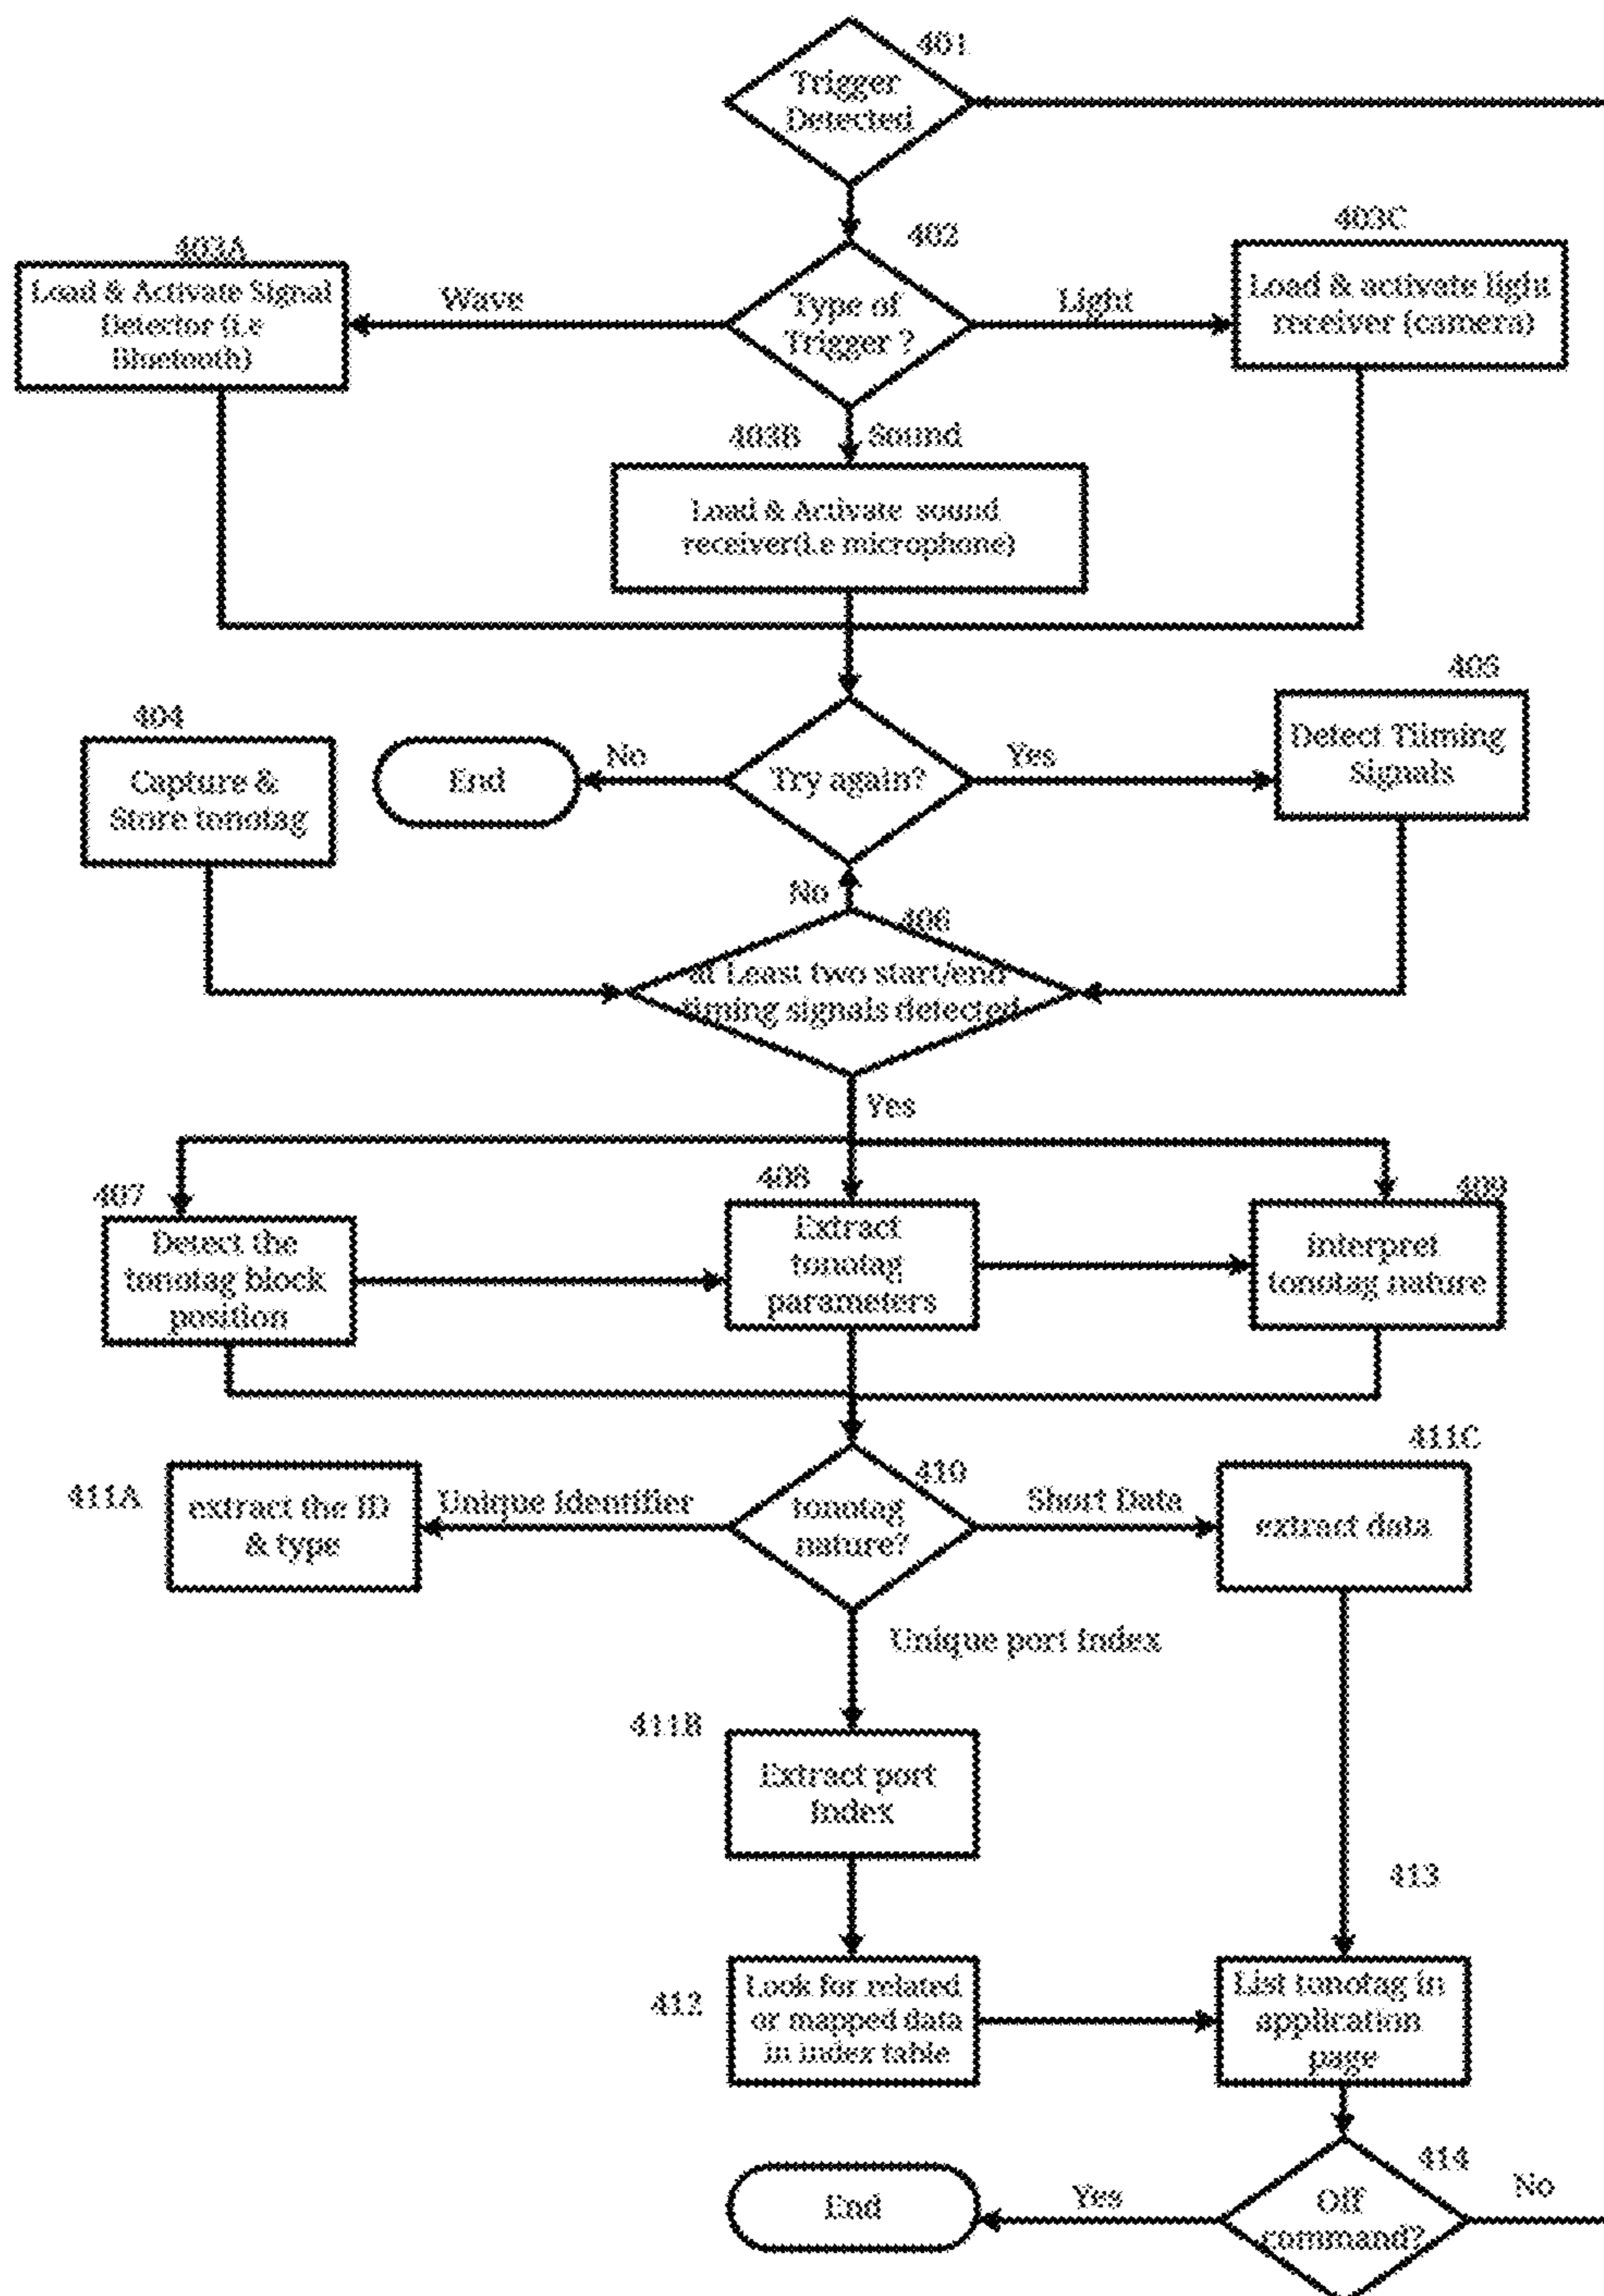 401
Trigger
Detected
402
Type of
Trigger ?
403A
Load & Activate Signal
Detector (i.e
Bluetooth)
Wave
Light
403C
Load & activate light
receiver (camera)
403B
Sound
Load & Activate sound
receiver(i.e microphone)
404
Capture &
Store tonotag
End
No
Try again?
Yes
405
Detect Tiiming
Signals
No
406
at Least two start/end
timing signals detected
Yes
407
Detect the
tonotag block
position
408
Extract
tonotag
parameters
409
interpret
tonotag nature
411A
extract the ID
& type
Unique Identifier
410
tonotag
nature?
Short Data
411C
extract data
Unique port Index
411B
Extract port
Index
413
412
Look for related
or mapped data
in index table
List tonotag in
application
page
End
Yes
414
Off
command?
No